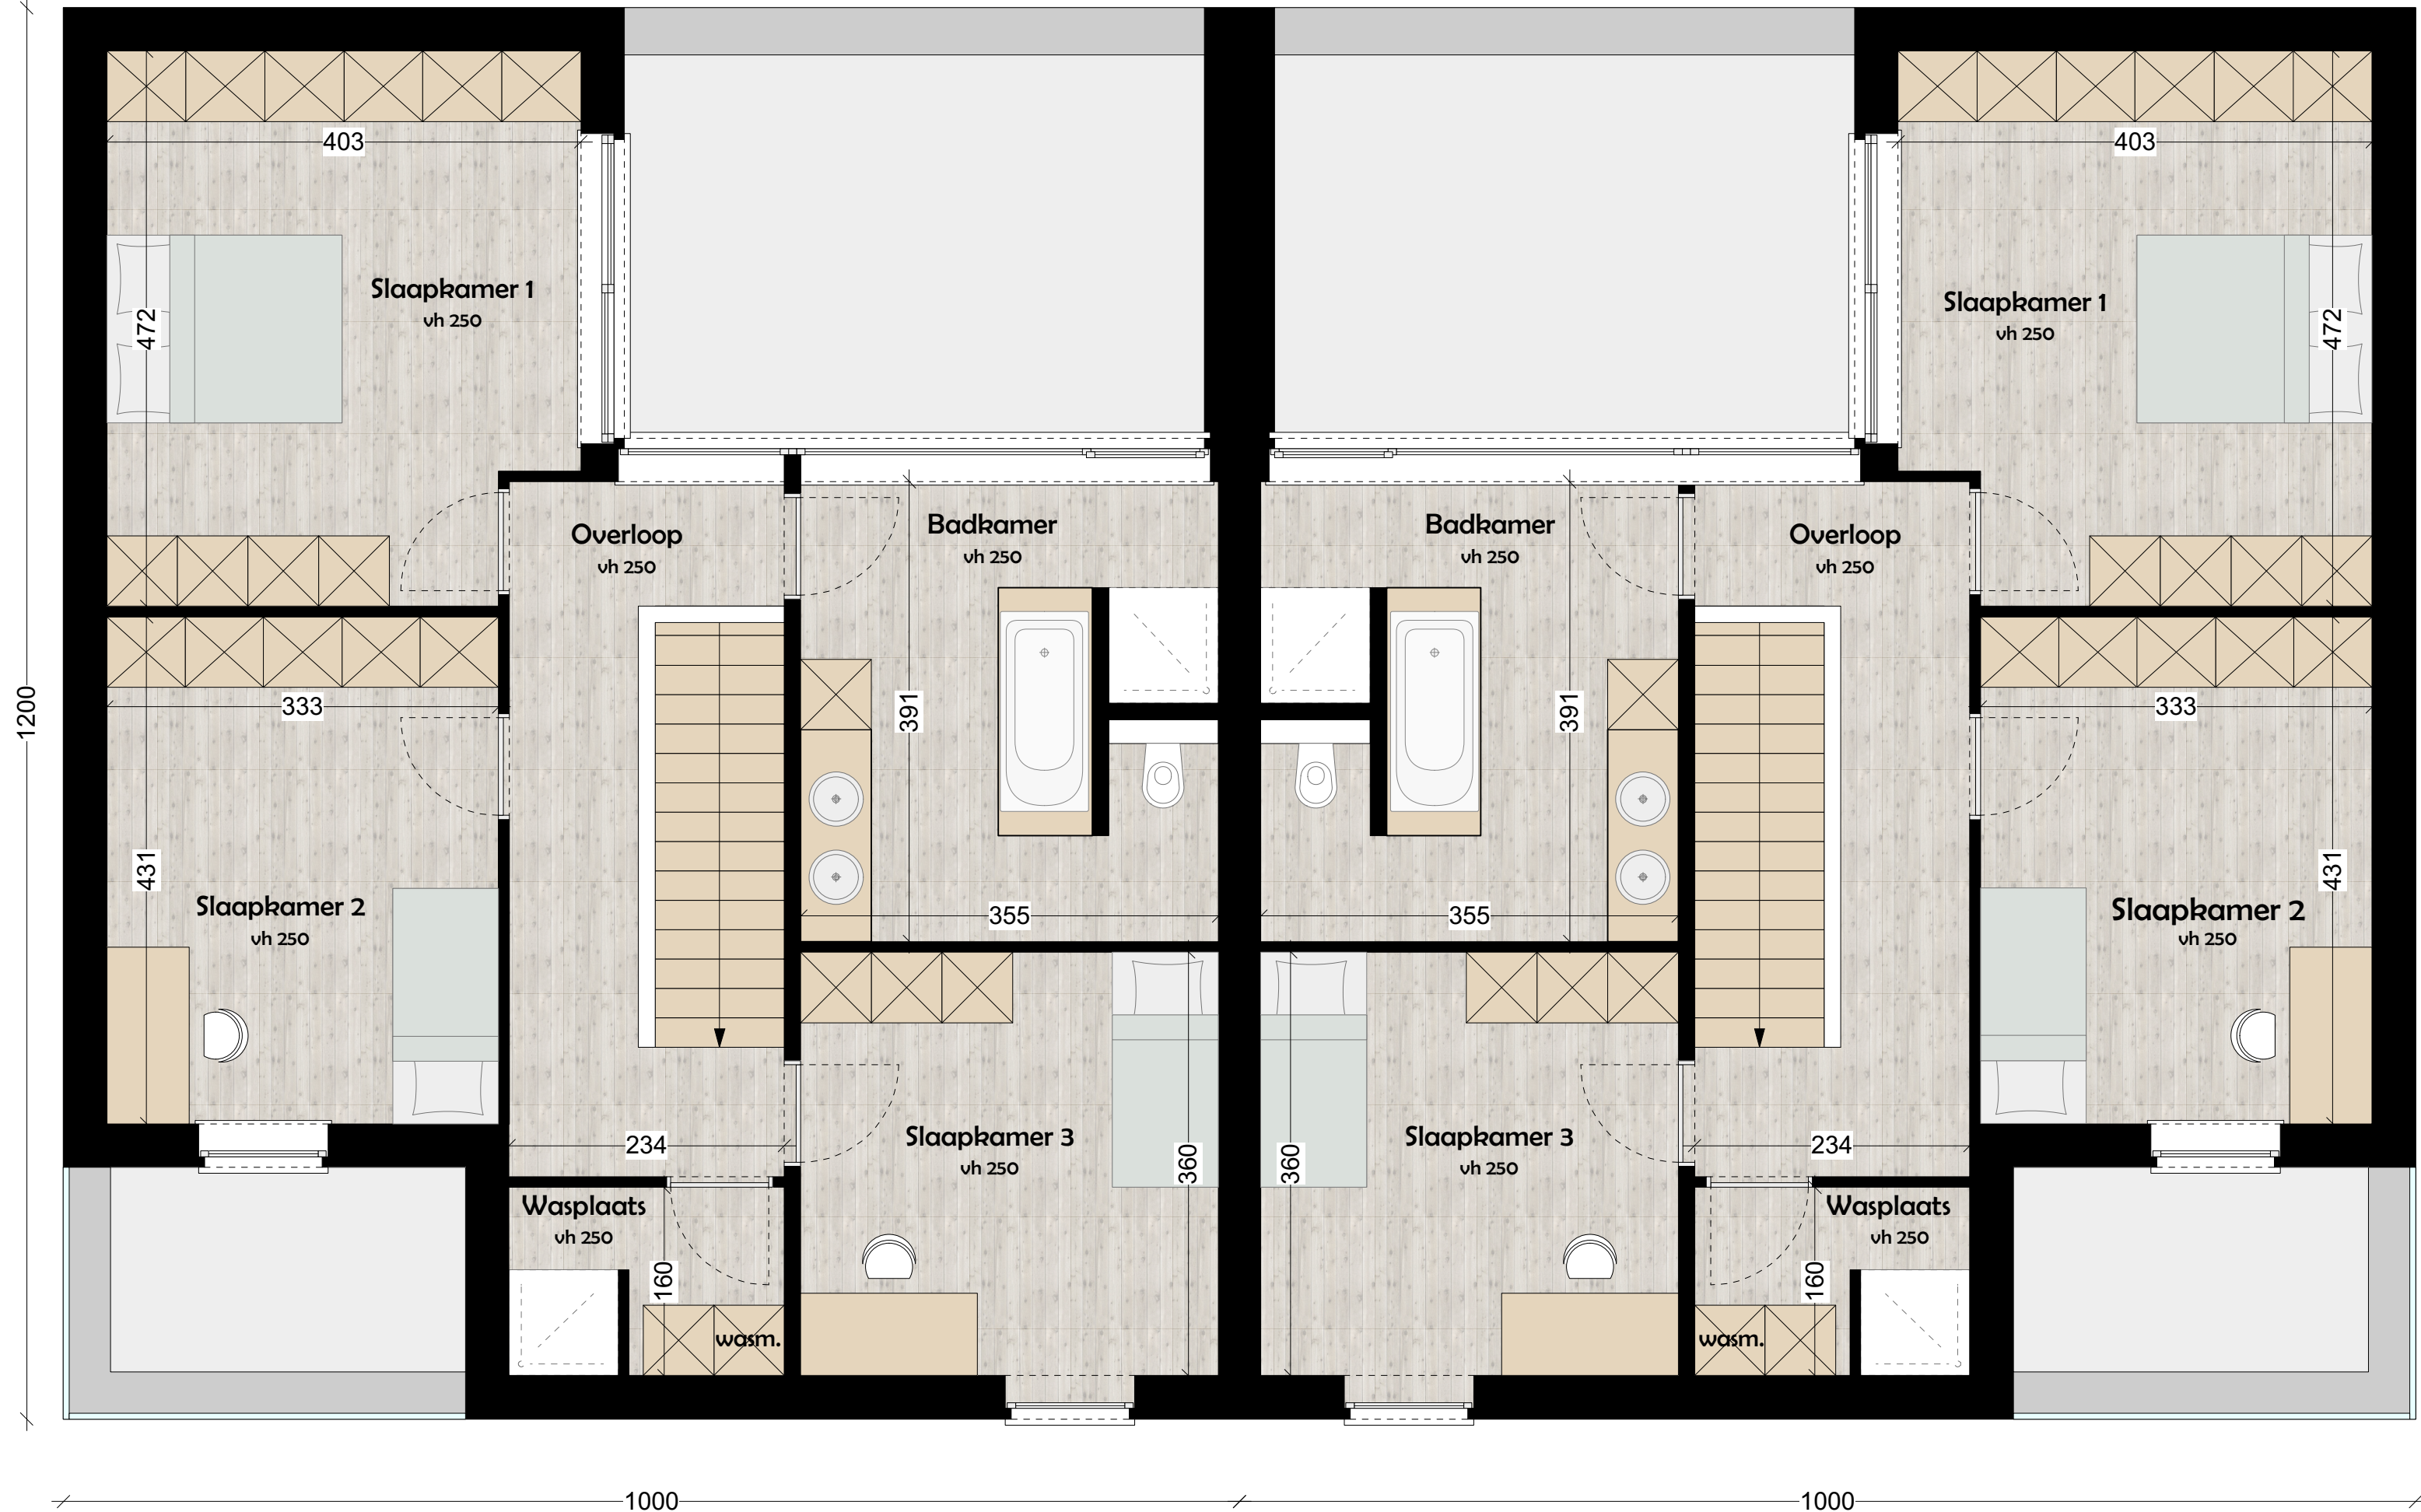 403
403
Slaapkamer 1
vh 250
Slaapkamer 1
vh 250
472
472
Overloop
vh 250
Badkamer
vh 250
Badkamer
vh 250
Overloop
vh 250
1200
333
391
391
333
431
Slaapkamer 2
vh 250
355
355
Slaapkamer 2
vh 250
431
234
Slaapkamer 3
vh 250
360
360
Slaapkamer 3
vh 250
234
Wasplaats
vh 250
160
wasm.
Wasplaats
vh 250
160
wasm.
1000
1000